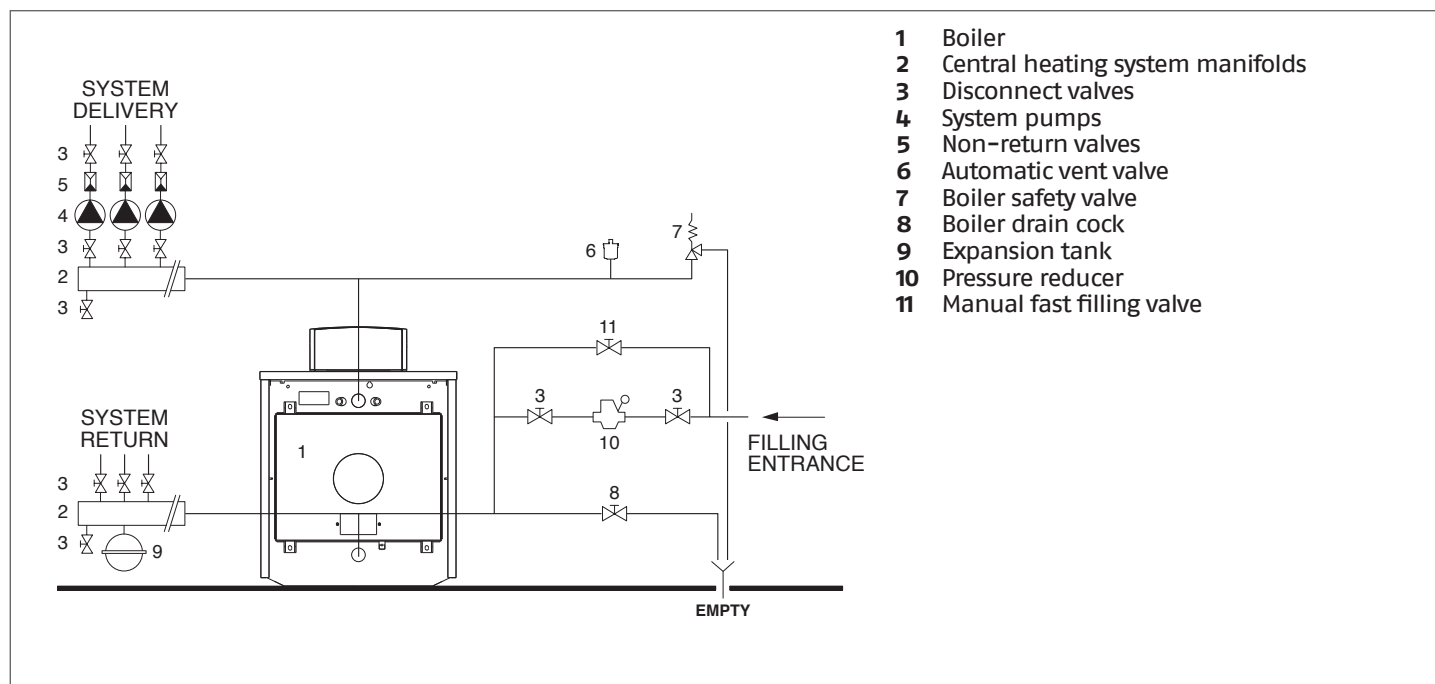 SYSTEM
DELIVERY
3
5
4
3
2
3
6
7
11
3
3
10
FILLING
ENTRANCE
SYSTEM
RETURN
1
3
2
3
9
8
EMPTY
1 Boiler
2 Central heating system manifolds
3 Disconnect valves
4 System pumps
5 Non-return valves
6 Automatic vent valve
7 Boiler safety valve
8 Boiler drain cock
9 Expansion tank
10 Pressure reducer
11 Manual fast filling valve